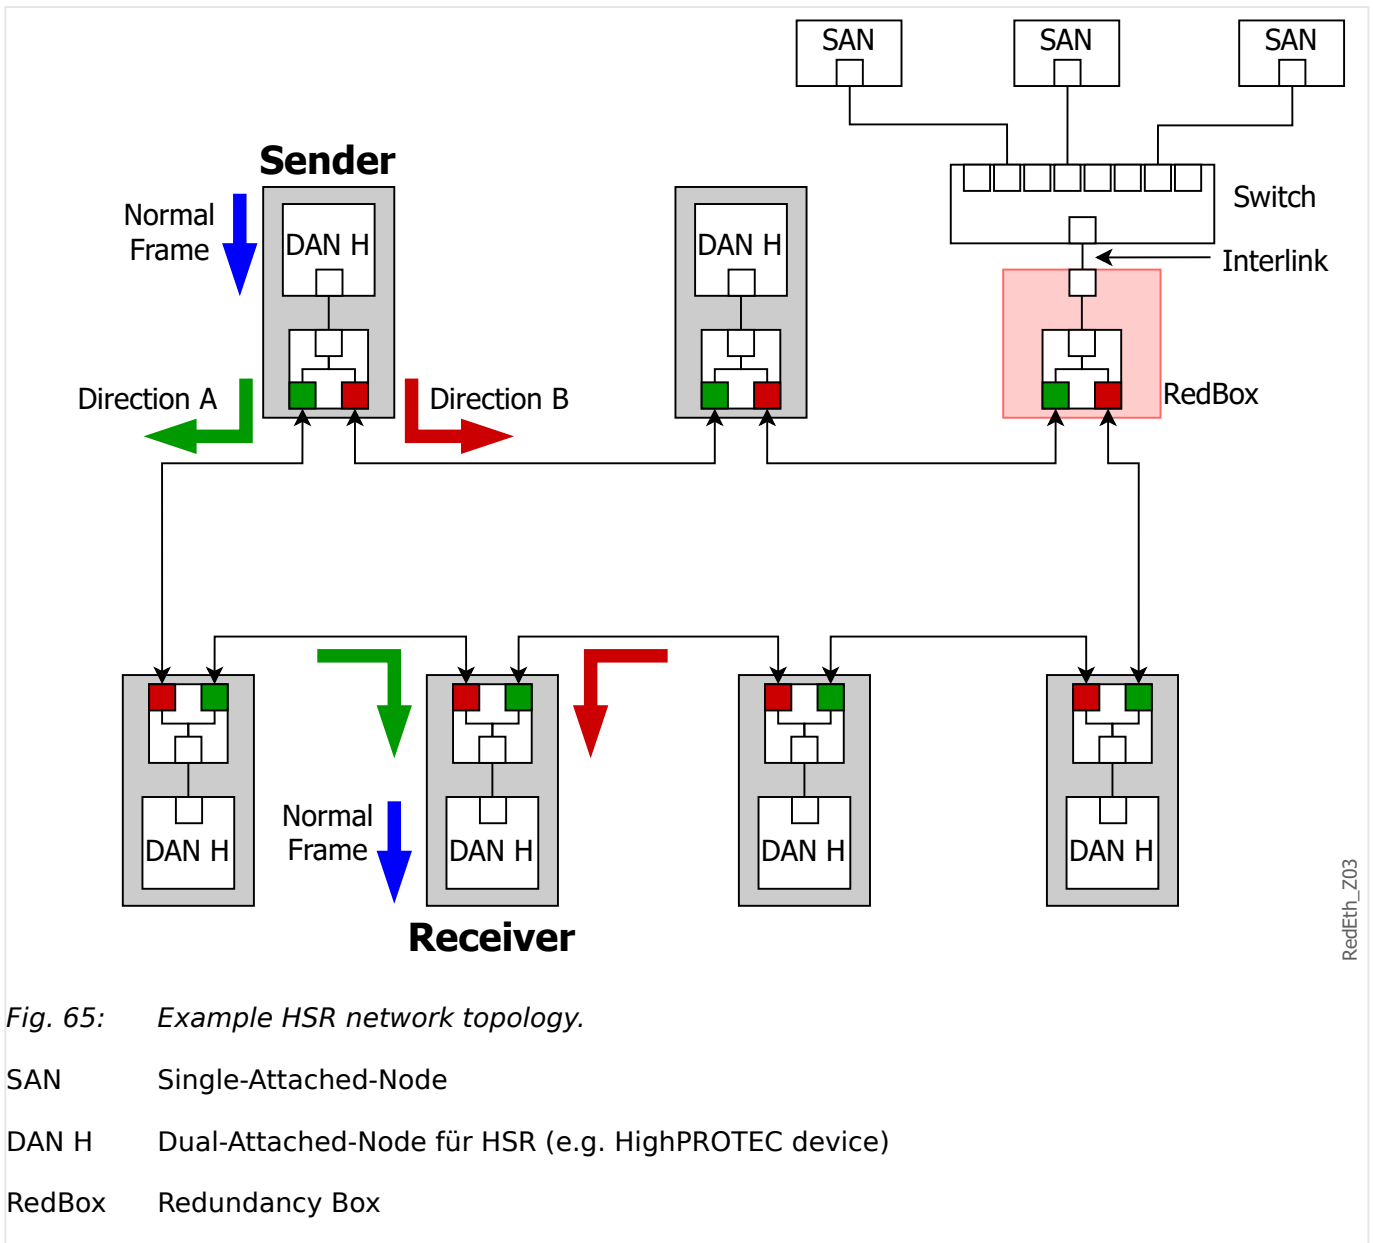 SAN SAN SAN
Sender
Normal
Frame
DAN H DAN H
Switch
Interlink
Direction A
Direction B
RedBox
Normal
Frame
DAN H DAN H DAN H DAN H
Receiver
RedEth_Z03
Fig. 65: Example HSR network topology.
SAN Single-Attached-Node
DAN H Dual-Attached-Node für HSR (e.g. HighPROTEC device)
RedBox Redundancy Box